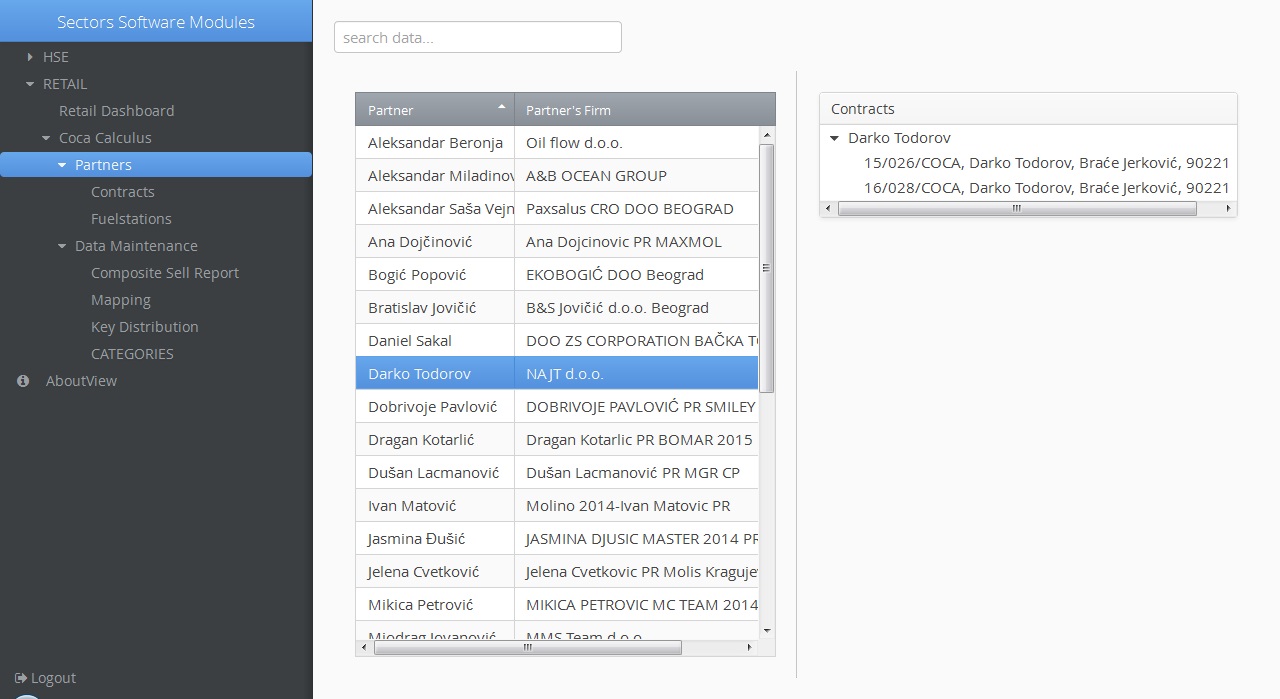 Sectors Software Modules
HSE
RETAIL
Retail Dashboard
Coca Calculus
Partners
Contracts
Fuelstations
Data Maintenance
Composite Sell Report
Mapping
Key Distribution
CATEGORIES
AboutView
Logout
search data...
Partner Partner's Firm
Aleksandar Beronja Oil flow d.o.o.
Aleksandar Miladinov A&B OCEAN GROUP
Aleksandar Saša Vejn Paxsalus CRO DOO BEOGRAD
Ana Dojčinović Ana Dojcinovic PR MAXMOL
Bogić Popović EKOBOGIĆ DOO Beograd
Bratislav Jovičić B&S Jovičić d.o.o. Beograd
Daniel Sakal DOO ZS CORPORATION BAČKA T
Darko Todorov NAJT d.o.o.
Dobrivoje Pavlović DOBRIVOJE PAVLOVIĆ PR SMILEY
Dragan Kotarlić Dragan Kotarlic PR BOMAR 2015
Dušan Lacmanović Dušan Lacmanović PR MGR CP
Ivan Matović Molino 2014-Ivan Matovic PR
Jasmina Đušić JASMINA DJUSIC MASTER 2014 PR
Jelena Cvetković Jelena Cvetkovic PR Molis Kraguje
Mikica Petrović MIKICA PETROVIC MC TEAM 2014
Miodrag Jovanović MMS Team d.o.o.
Contracts
Darko Todorov
15/026/COCA, Darko Todorov, Braće Jerković, 90221
16/028/COCA, Darko Todorov, Braće Jerković, 90221